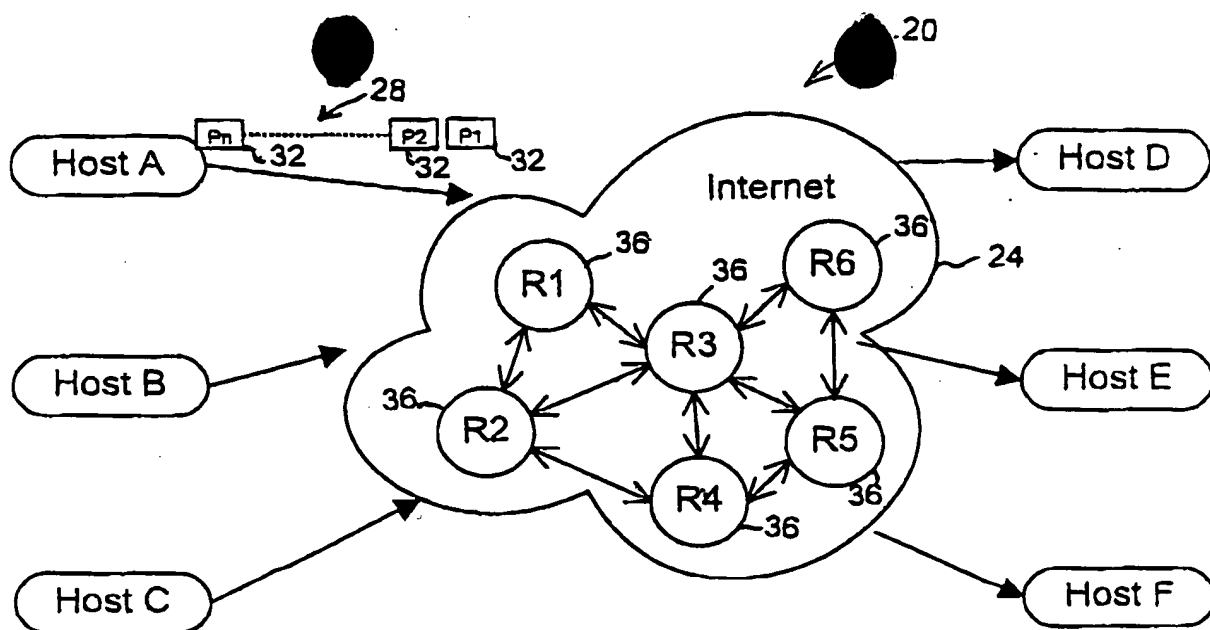 20
28
Pn P2 P1
32 32 32
Host A
Host D
Internet
36 36 36
24
R1 R6
R3
Host B
Host E
36
R2 R5
36
R4
36
Host C
Host F